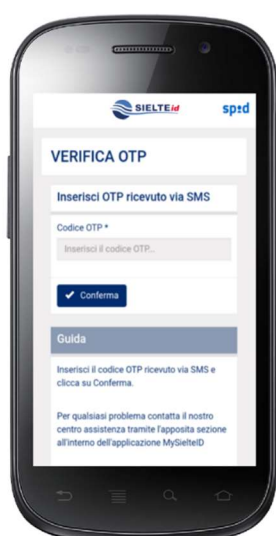 SIELTEid
spid
VERIFICA OTP
Inserisci OTP ricevuto via SMS
Codice OTP *
Inserisci il codice OTP...
Conferma
Guida
Inserisci il codice OTP ricevuto via SMS e
clicca su Conferma.
Per qualsiasi problema contatta il nostro
centro assistenza tramite l'apposita sezione
all'interno dell'applicazione MySielteID